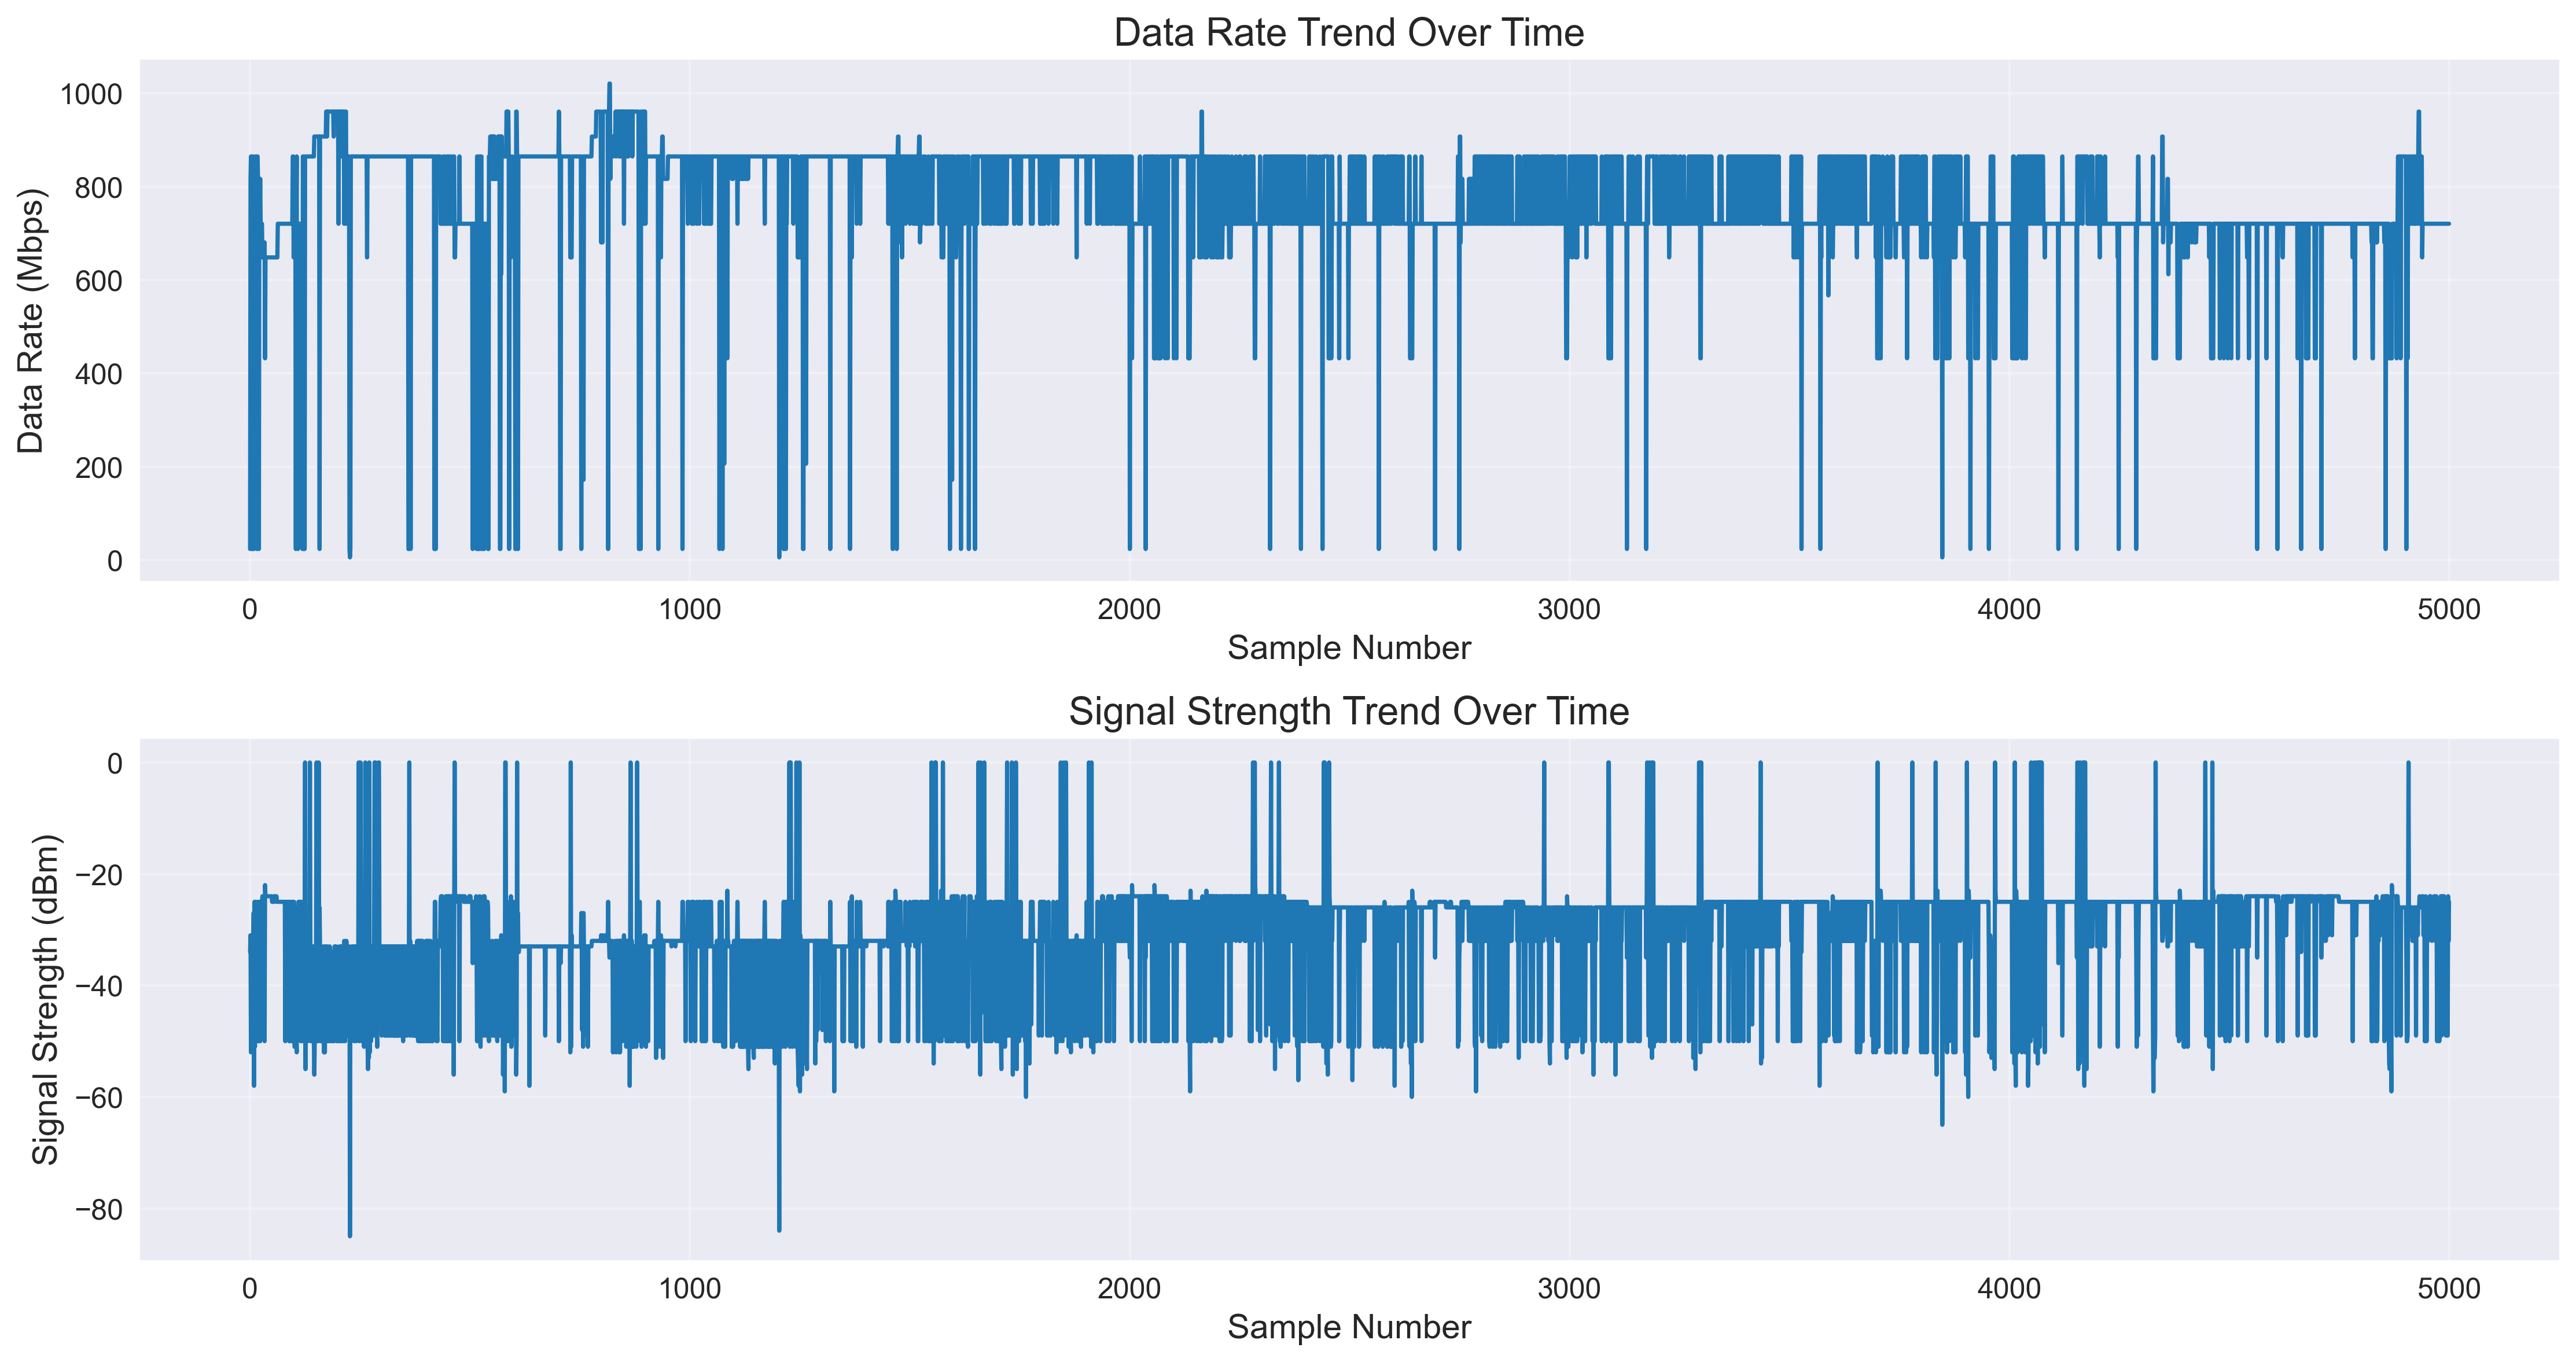 Data Rate Trend Over Time
1000
800
600
400
200
0
Data Rate (Mbps)
0 1000 2000 3000 4000 5000
Sample Number
Signal Strength Trend Over Time
0
−20
−40
−60
−80
Signal Strength (dBm)
0 1000 2000 3000 4000 5000
Sample Number